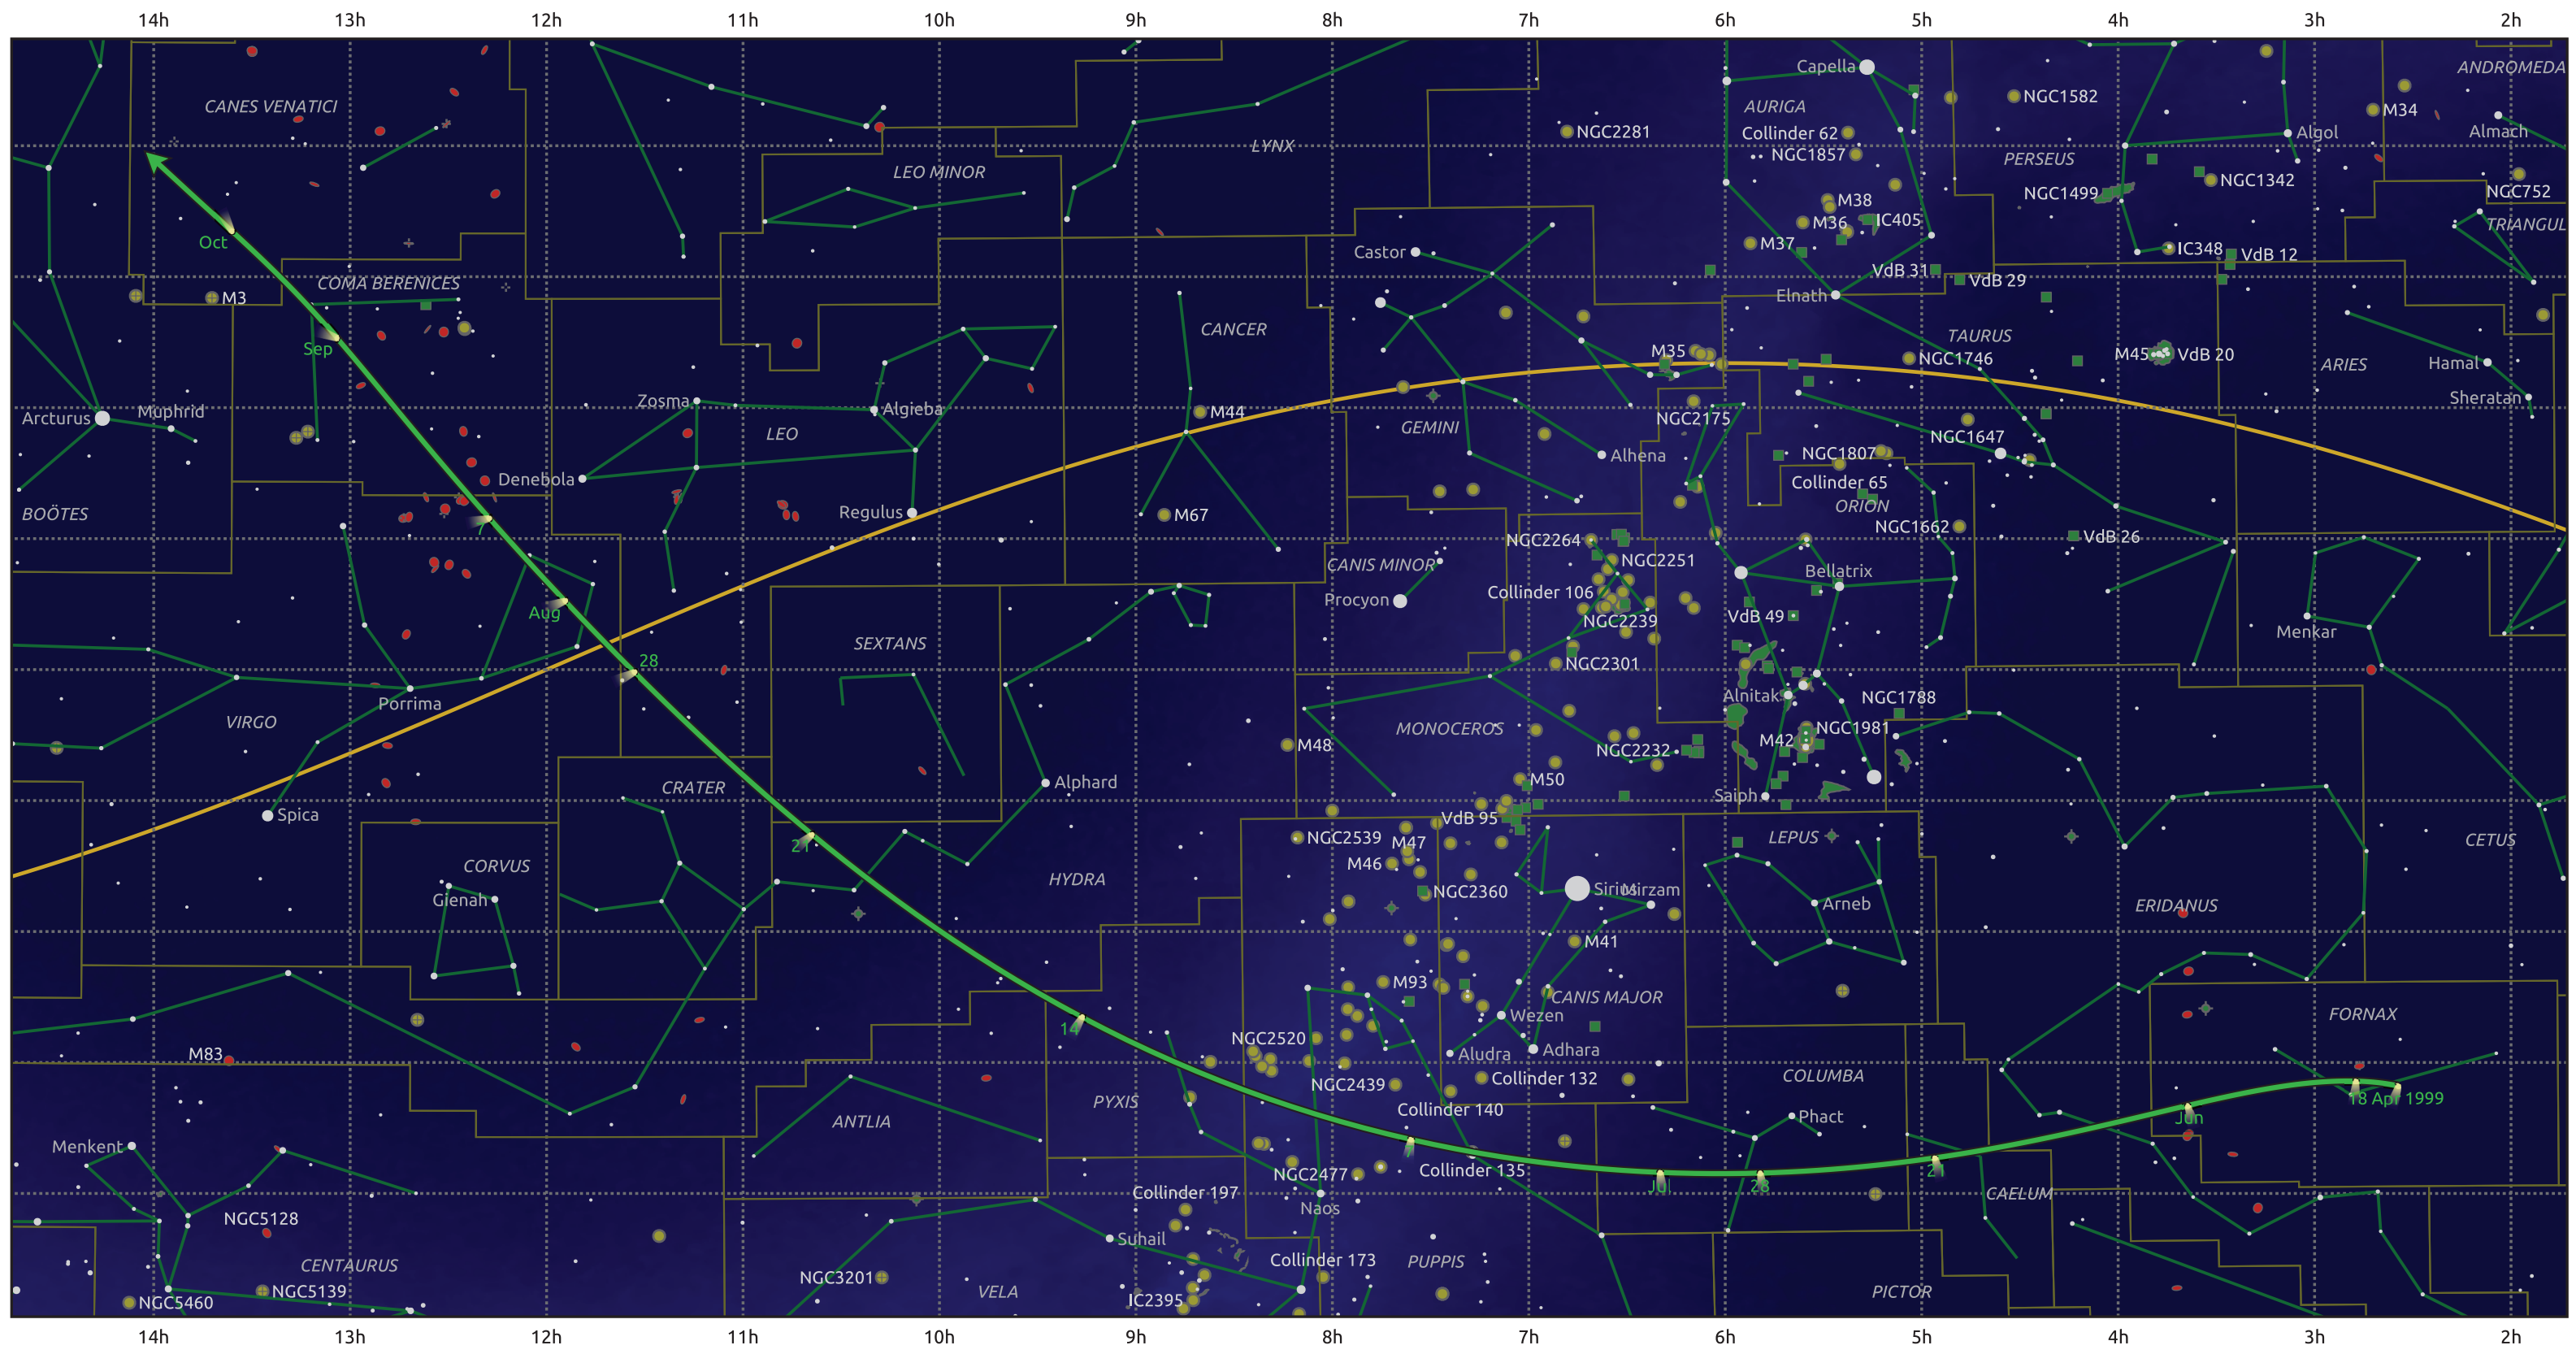 14h 13h 12h 11h 10h 9h 8h 7h 6h 5h 4h 3h 2h
ANDROMEDA
Capella
CANES VENATICI
AURIGA
NGC1582
M34
NGC2281
Collinder 62
Algol
Almach
LYNX
NGC1857
PERSEUS
LEO MINOR
NGC1499
NGC1342
NGC752
M38
M36
IC405
TRIANGUL
Oct
M37
Castor
IC348
VdB 12
VdB 31
VdB 29
COMA BERENICES
M3
Elnath
CANCER
TAURUS
Sep
M35
NGC1746
M45
VdB 20
ARIES
Hamal
Zosma
Algieba
M44
Sheratan
Arcturus
Muphrid
NGC2175
LEO
GEMINI
NGC1647
Alhena
NGC1807
Denebola
Collinder 65
BOÖTES
Regulus
M67
ORION
7
NGC1662
NGC2264
VdB 26
NGC2251
CANIS MINOR
Bellatrix
Collinder 106
Procyon
Aug
VdB 49
NGC2239
Menkar
SEXTANS
28
NGC2301
Alnitak
NGC1788
Porrima
VIRGO
MONOCEROS
NGC1981
M42
M48
NGC2232
M50
Alphard
CRATER
Saiph
Spica
VdB 95
NGC2539
M47
LEPUS
CETUS
21
M46
CORVUS
HYDRA
NGC2360
Sirius
Mirzam
Gienah
Arneb
ERIDANUS
M41
M93
CANIS MAJOR
FORNAX
Wezen
14
NGC2520
M83
Aludra
Adhara
COLUMBA
NGC2439
Collinder 132
PYXIS
Collinder 140
18 Apr 1999
ANTLIA
Phact
Jun
Menkent
7
Collinder 135
21
NGC2477
Jul
28
Collinder 197
CAELUM
Naos
NGC5128
Suhail
CENTAURUS
Collinder 173
PUPPIS
NGC3201
NGC5139
VELA
PICTOR
NGC5460
IC2395
14h 13h 12h 11h 10h 9h 8h 7h 6h 5h 4h 3h 2h